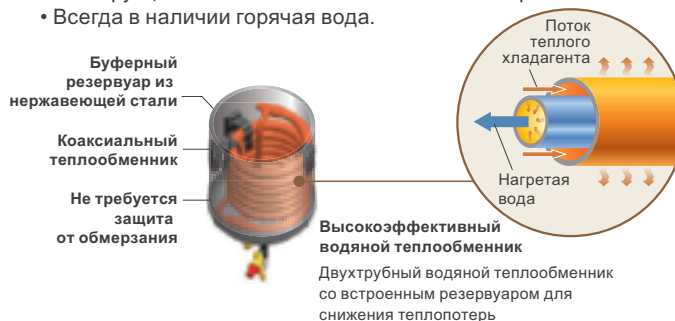 • Всегда в наличии горячая вода.
Буферный
резервуар из
нержавеющей стали
Коаксиальный
теплообменник
Не требуется
защита
от обмерзания
Поток
теплого
хладагента
Нагретая
вода
Высокоэффективный
водяной теплообменник
Двухтрубный водяной теплообменник
со встроенным резервуаром для
снижения теплопотерь